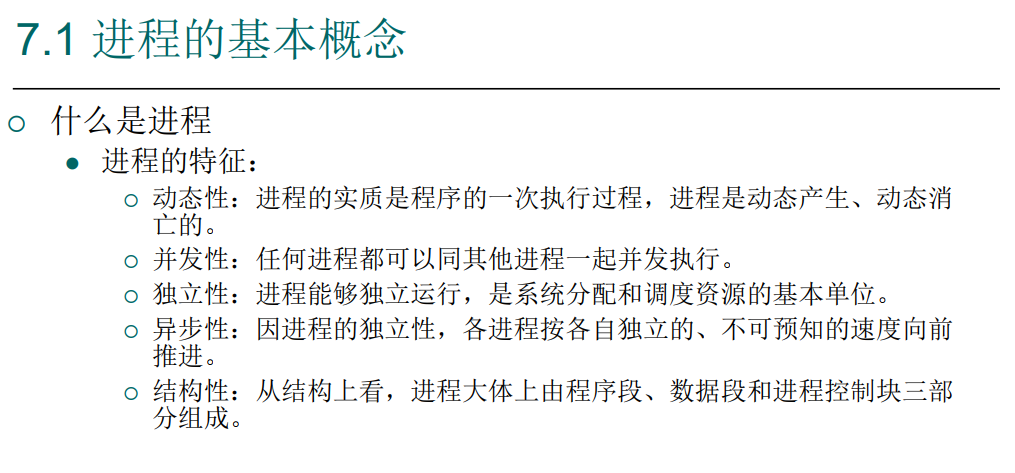 7.1 进程的基本概念
什么是进程
进程的特征：
动态性：进程的实质是程序的一次执行过程，进程是动态产生、动态消
亡的。
并发性：任何进程都可以同其他进程一起并发执行。
独立性：进程能够独立运行，是系统分配和调度资源的基本单位。
异步性：因进程的独立性，各进程按各自独立的、不可预知的速度向前
推进。
结构性：从结构上看，进程大体上由程序段、数据段和进程控制块三部
分组成。